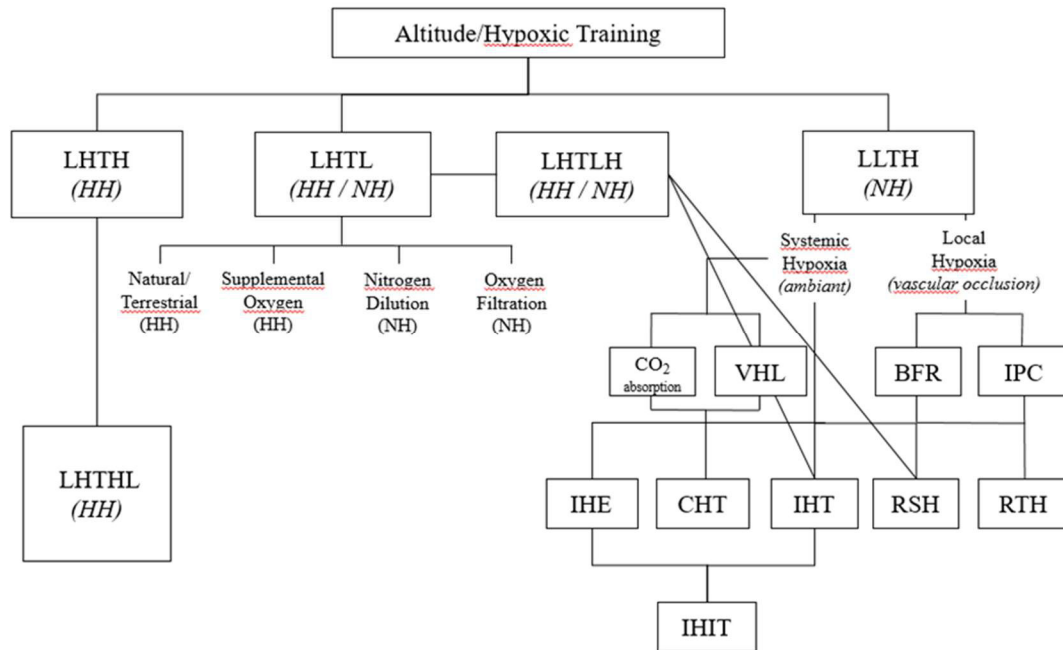 Altitude/Hypoxic Training
LHTH
(HH)
LHTL
(HH / NH)
LHTLH
(HH / NH)
LLTH
(NH)
Natural/
Terrestrial
(HH)
Supplemental
Oxygen
(HH)
Nitrogen
Dilution
(NH)
Oxygen
Filtration
(NH)
Systemic
Hypoxia
(ambiant)
Local
Hypoxia
(vascular occlusion)
CO₂
absorption
VHL
BFR
IPC
LHTHL
(HH)
IHE
CHT
IHT
RSH
RTH
IHIT